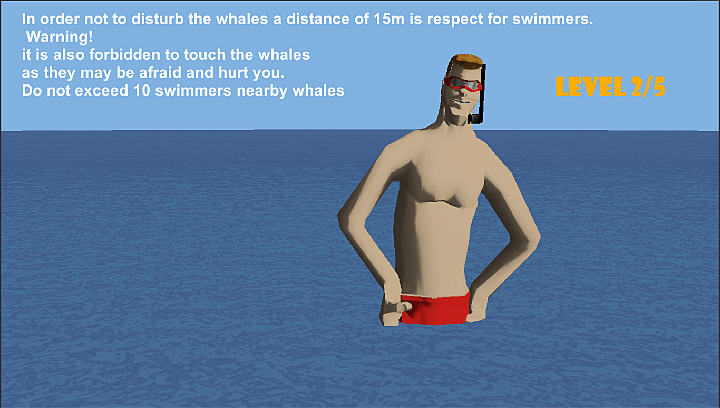 In order not to disturb the whales a distance of 15m is respect for swimmers.
Warning!
it is also forbidden to touch the whales
as they may be afraid and hurt you.
Do not exceed 10 swimmers nearby whales
LEVEL 2/5